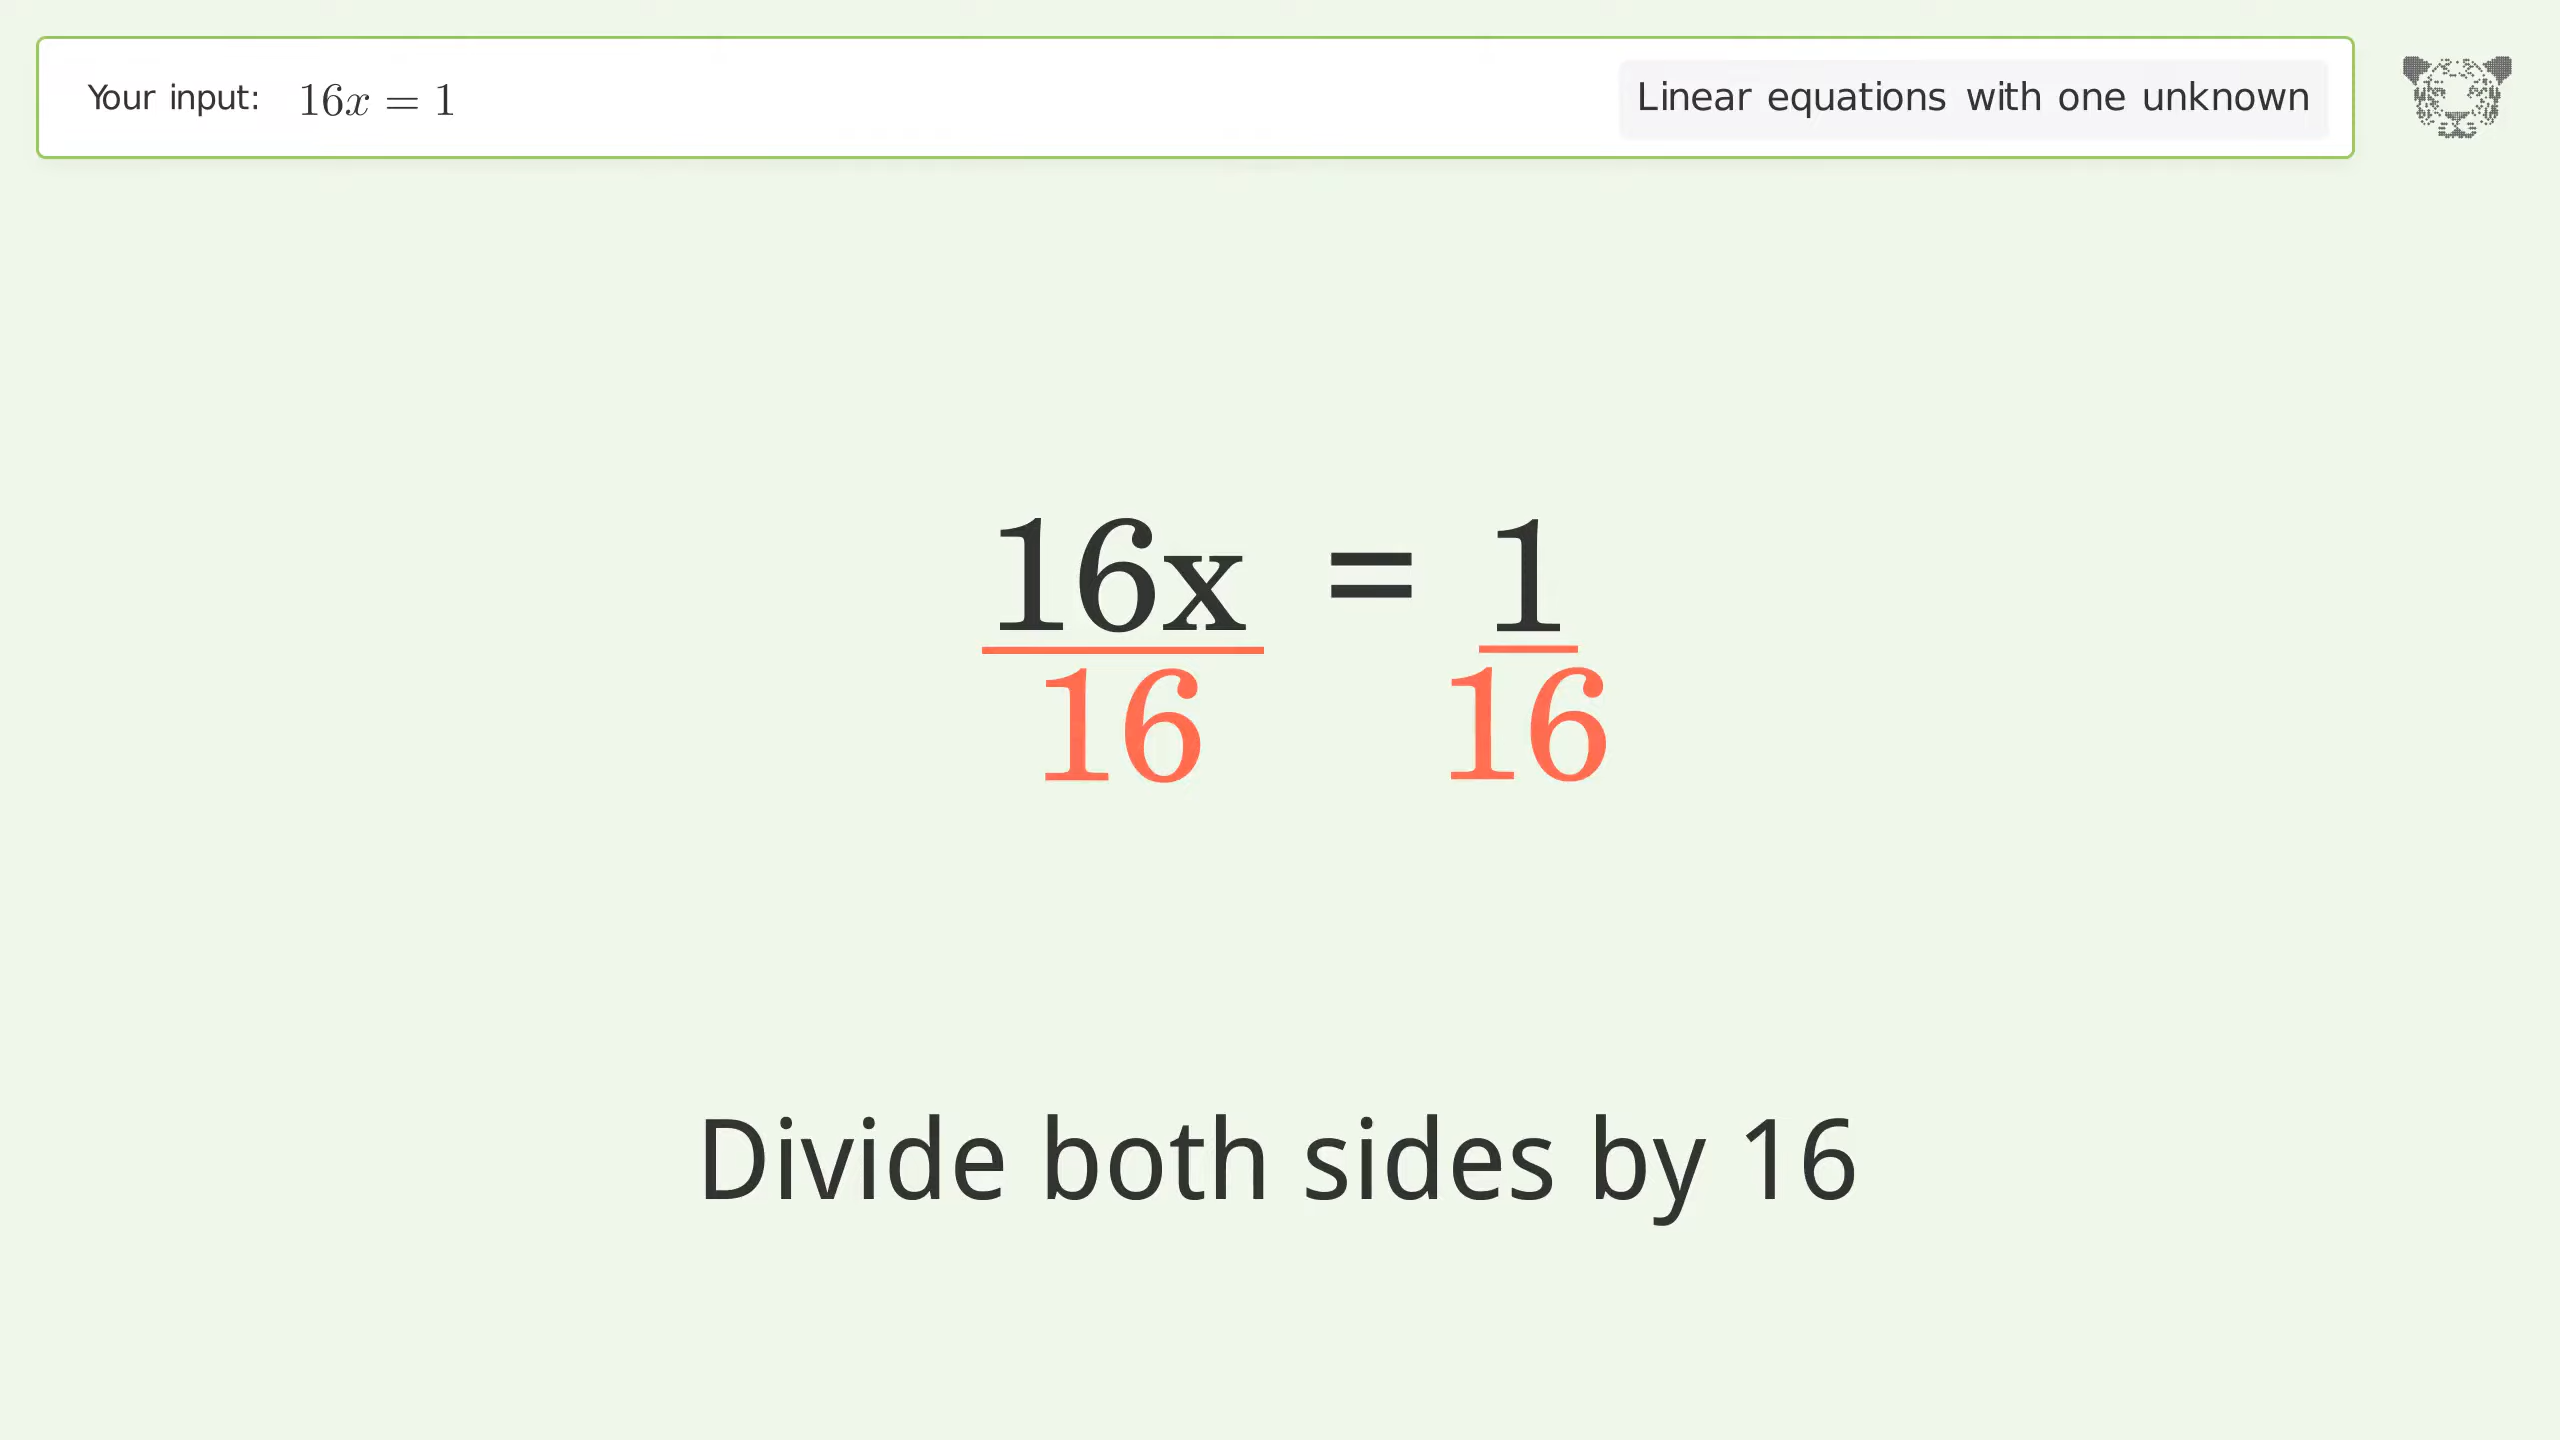 Your input: 16x = 1
Linear equations with one unknown
16x = 1
16 16
Divide both sides by 16